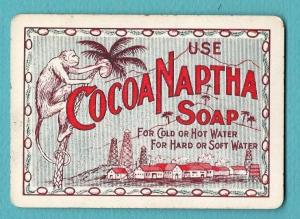 USE
COCOA NAPTHA
SOAP
FOR COLD OR HOT WATER
FOR HARD OR SOFT WATER